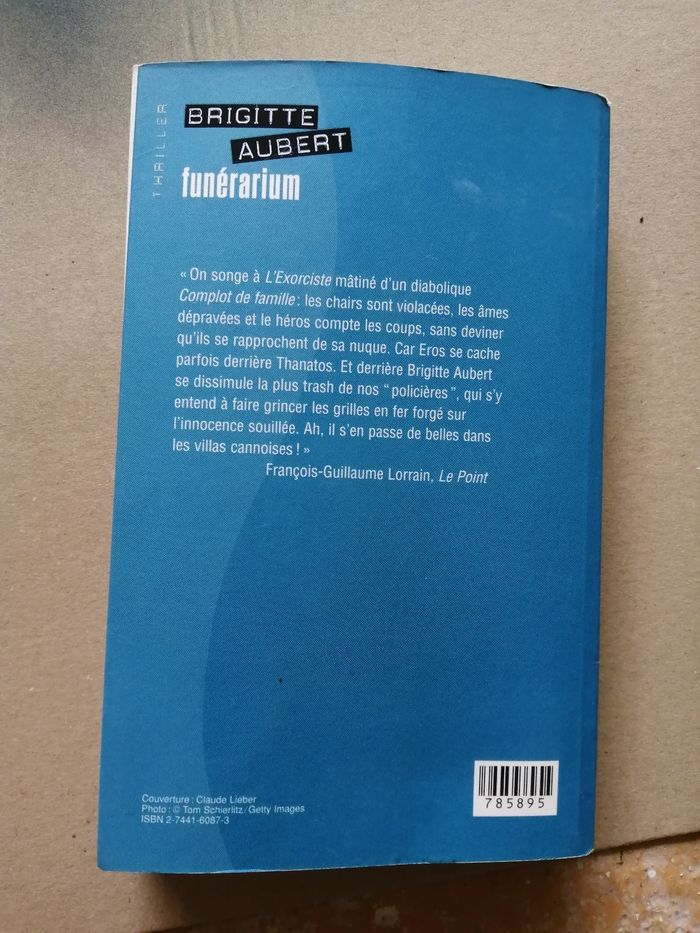 THRILLER
BRIGITTE
AUBERT
funérarium
« On songe à L'Exorciste mâtiné d'un diabolique
Complot de famille : les chairs sont violacées, les âmes
dépravées et le héros compte les coups, sans deviner
qu'ils se rapprochent de sa nuque. Car Eros se cache
parfois derrière Thanatos. Et derrière Brigitte Aubert
se dissimule la plus trash de nos “ policières ”, qui s'y
entend à faire grincer les grilles en fer forgé sur
l'innocence souillée. Ah, il s'en passe de belles dans
les villas cannoises ! »
François-Guillaume Lorrain, Le Point
Couverture : Claude Lieber
Photo : © Tom Schierlitz / Getty Images
ISBN 2-7441-6087-3
785895